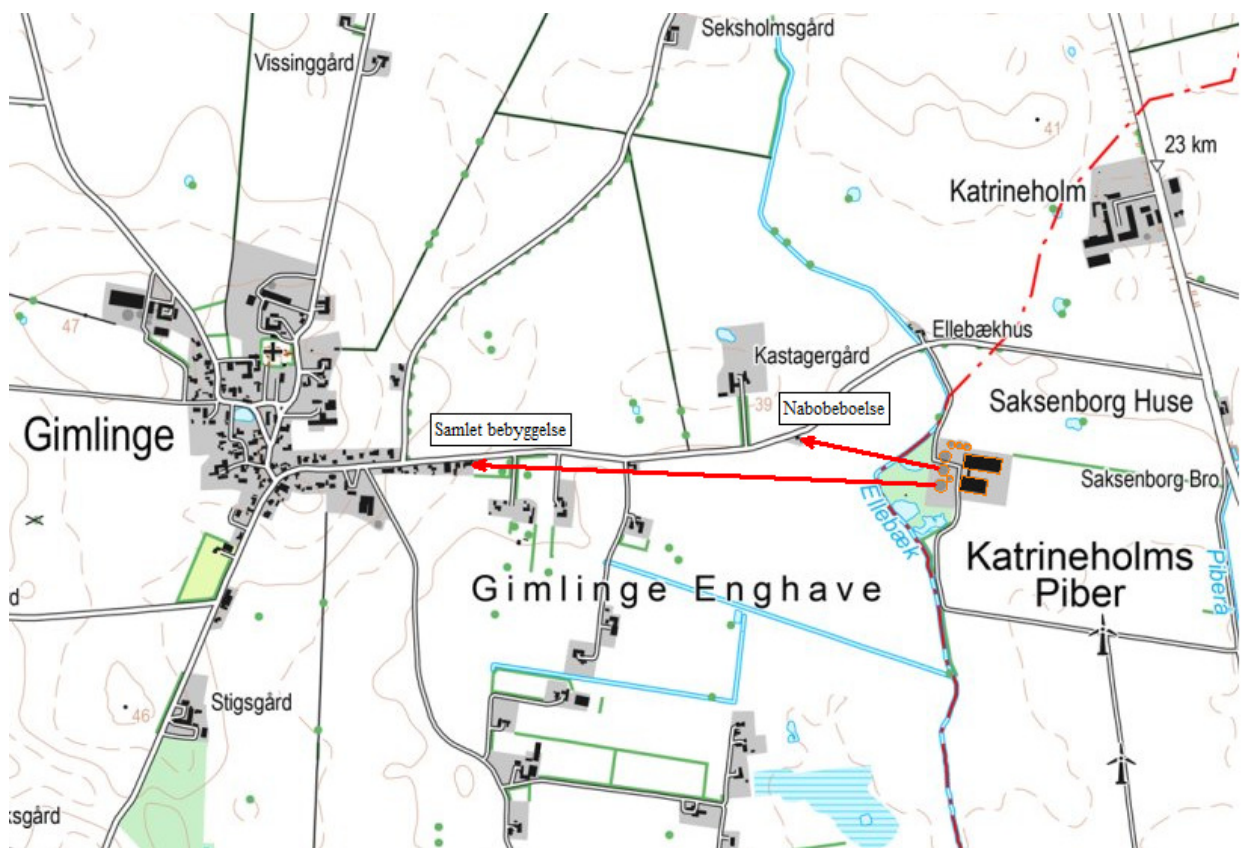 Seksholmsgård
Vissinggård
41
23 km
Katrineholm
47
Ellebækhus
Kastagergård
39
Nabobeboelse
Saksenborg Huse
Gimlinge
Samlet bebyggelse
Saksenborg Bro
Ellebæk
Katrineholms
Piber
Piberå
Gimlinge Enghave
d
Stigsgård
46
ksgård